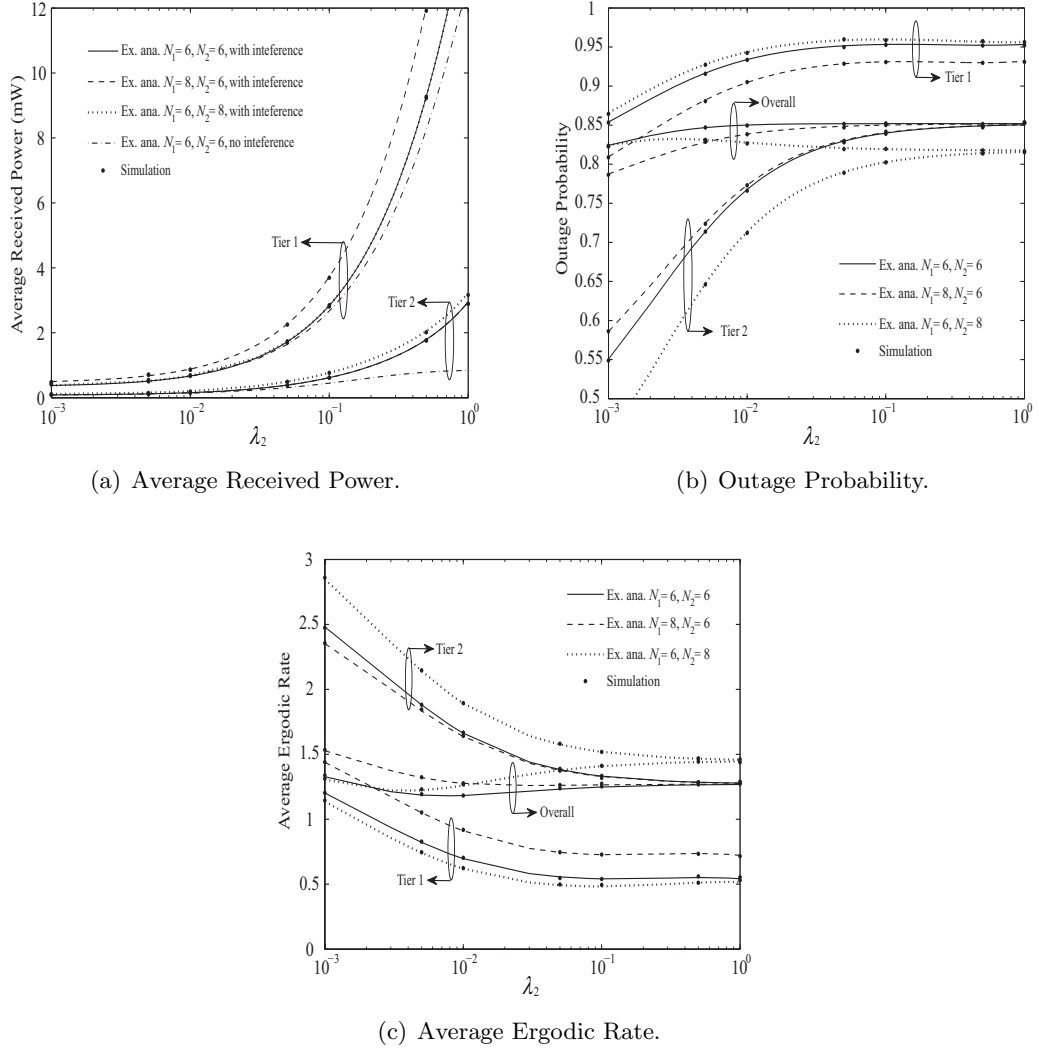 12
10
8
6
4
2
0
Average Received Power (mW)
Ex. ana. N1= 6, N2= 6, with inteference
Ex. ana. N1= 8, N2= 6, with inteference
Ex. ana. N1= 6, N2= 8, with inteference
Ex. ana. N1= 6, N2= 6, no inteference
Simulation
Tier 1
Tier 2
10−3 10−2 10−1 100
λ2
(a) Average Received Power.
1
0.95
0.9
0.85
0.8
0.75
0.7
0.65
0.6
0.55
0.5
Outage Probability
Tier 1
Overall
Tier 2
Ex. ana. N1= 6, N2= 6
Ex. ana. N1= 8, N2= 6
Ex. ana. N1= 6, N2= 8
Simulation
10−3 10−2 10−1 100
λ2
(b) Outage Probability.
3
2.5
2
1.5
1
0.5
0
Average Ergodic Rate
Ex. ana. N1= 6, N2= 6
Ex. ana. N1= 8, N2= 6
Ex. ana. N1= 6, N2= 8
Simulation
Tier 2
Overall
Tier 1
10−3 10−2 10−1 100
λ2
(c) Average Ergodic Rate.